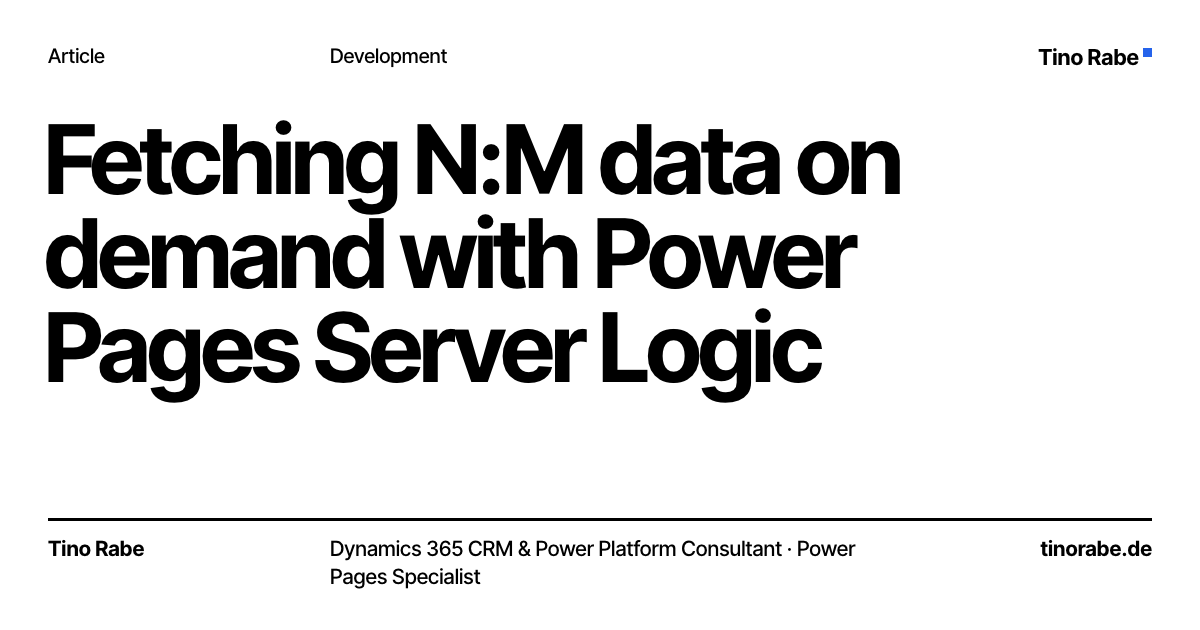 Article
Development
Tino Rabe
Fetching N:M data on
demand with Power
Pages Server Logic
Tino Rabe
Dynamics 365 CRM & Power Platform Consultant · Power
Pages Specialist
tinorabe.de